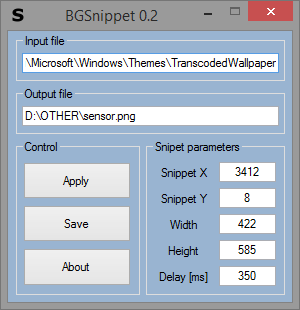 S BGSnippet 0.2
Input file
\Microsoft\Windows\Themes\TranscodedWallpaper
Output file
D:\OTHER\sensor.png
Control
Apply
Save
About
Snipet parameters
Snippet X 3412
Snippet Y 8
Width 422
Height 585
Delay [ms] 350